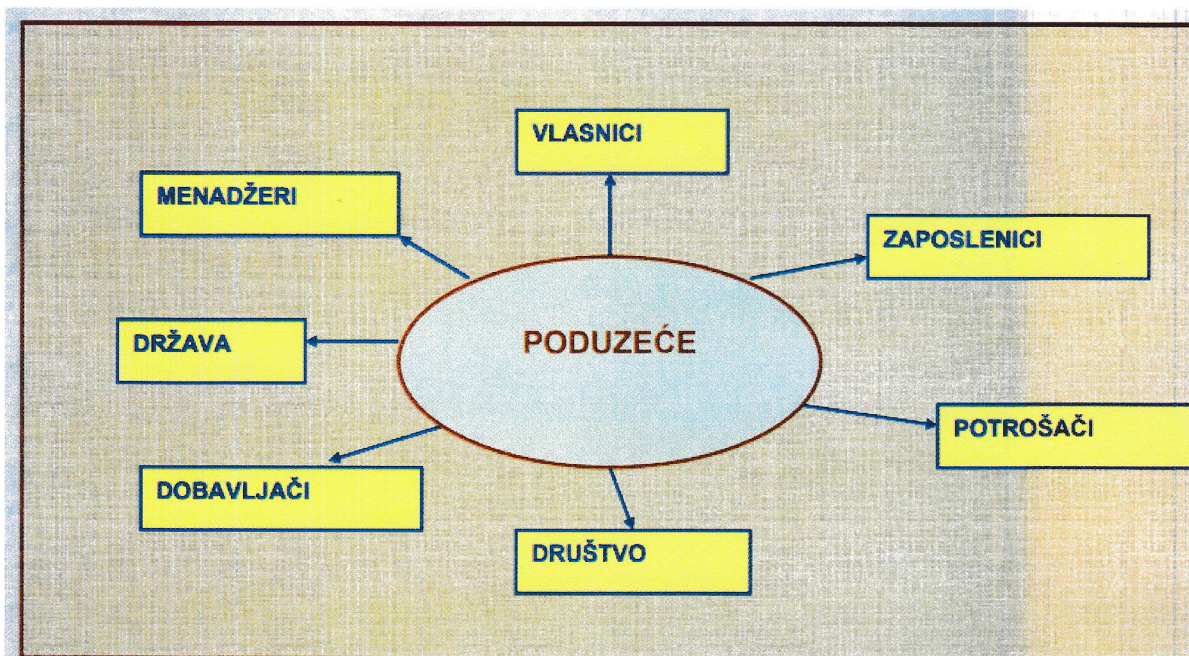 VLASNICI
MENADŽERI
ZAPOSLENICI
PODUZEĆE
DRŽAVA
POTROŠAČI
DOBAVLJAČI
DRUŠTVO